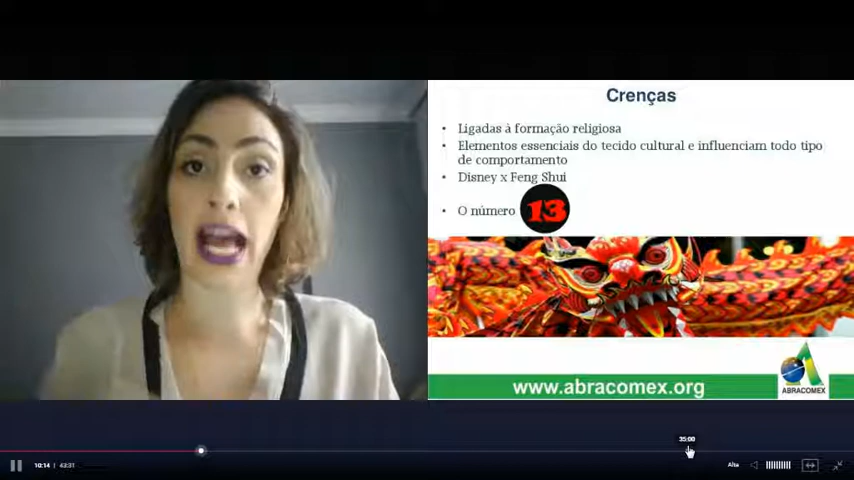 Crenças
• Ligadas à formação religiosa
• Elementos essenciais do tecido cultural e influenciam todo tipo
de comportamento
• Disney x Feng Shui
• O número 13
ABRACOMEX
www.abracomex.org
35:00
10:14 / 43:31
Alta